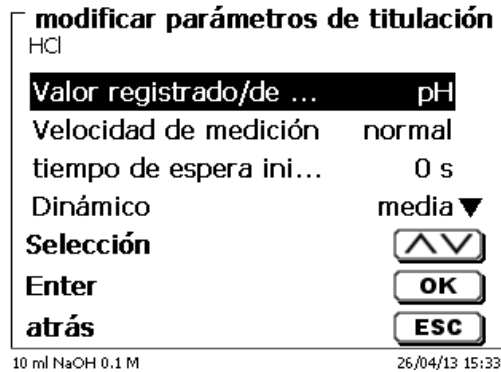 modificar parámetros de titulación
HCl
Valor registrado/de ... pH
Velocidad de medición normal
tiempo de espera ini... 0 s
Dinámico media
Selección
Enter OK
atrás ESC
10 ml NaOH 0.1 M 26/04/13 15:33